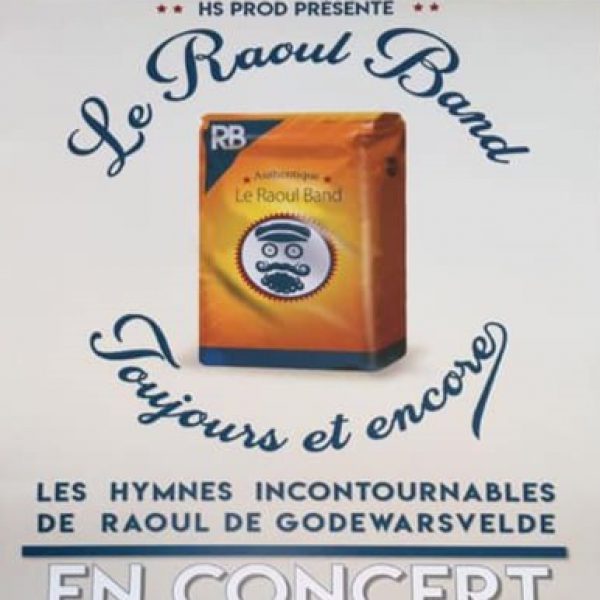 HS PROD PRÉSENTE
Le Raoul Band
RB
Authentique
Le Raoul Band
Toujours et encore
LES HYMNES INCONTOURNABLES
DE RAOUL DE GODEWARSVELDE
EN CONCERT